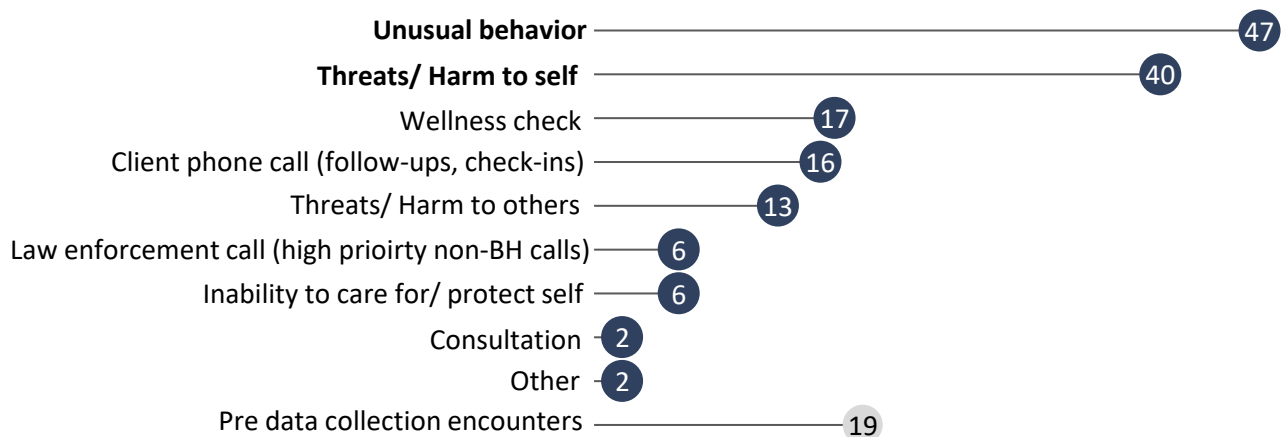 Unusual behavior 47
Threats/ Harm to self 40
Wellness check 17
Client phone call (follow-ups, check-ins) 16
Threats/ Harm to others 13
Law enforcement call (high prioirty non-BH calls) 6
Inability to care for/ protect self 6
Consultation 2
Other 2
Pre data collection encounters 19